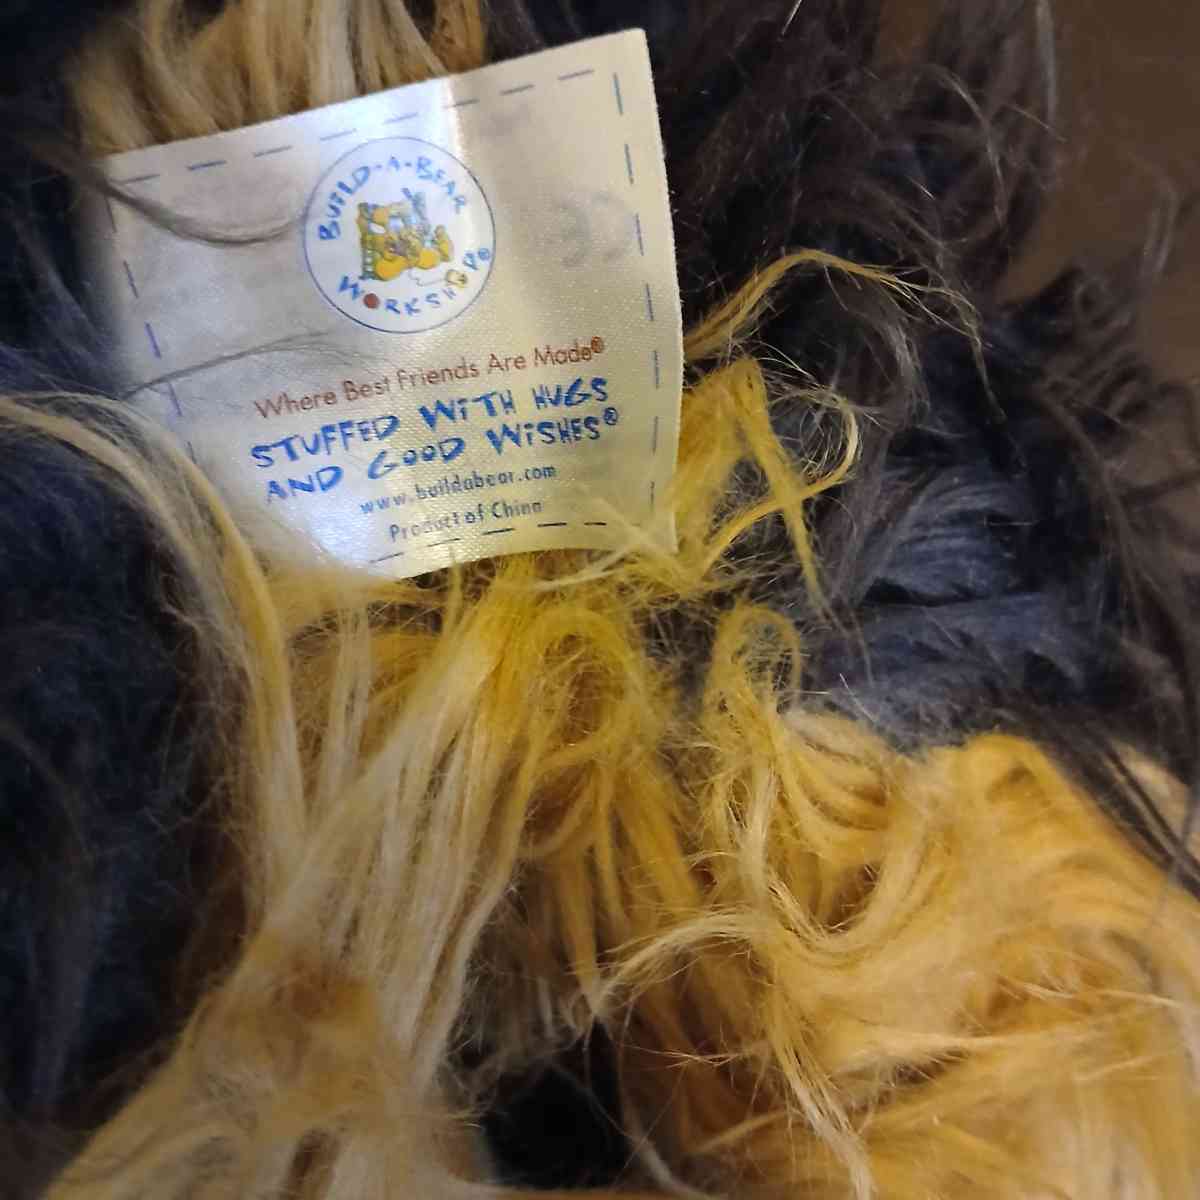 BUILD-A-BEAR
WORKSHOP®
Where Best Friends Are Made®
STUFFED WITH HUGS
AND GOOD WISHES®
www.buildabear.com
Product of China